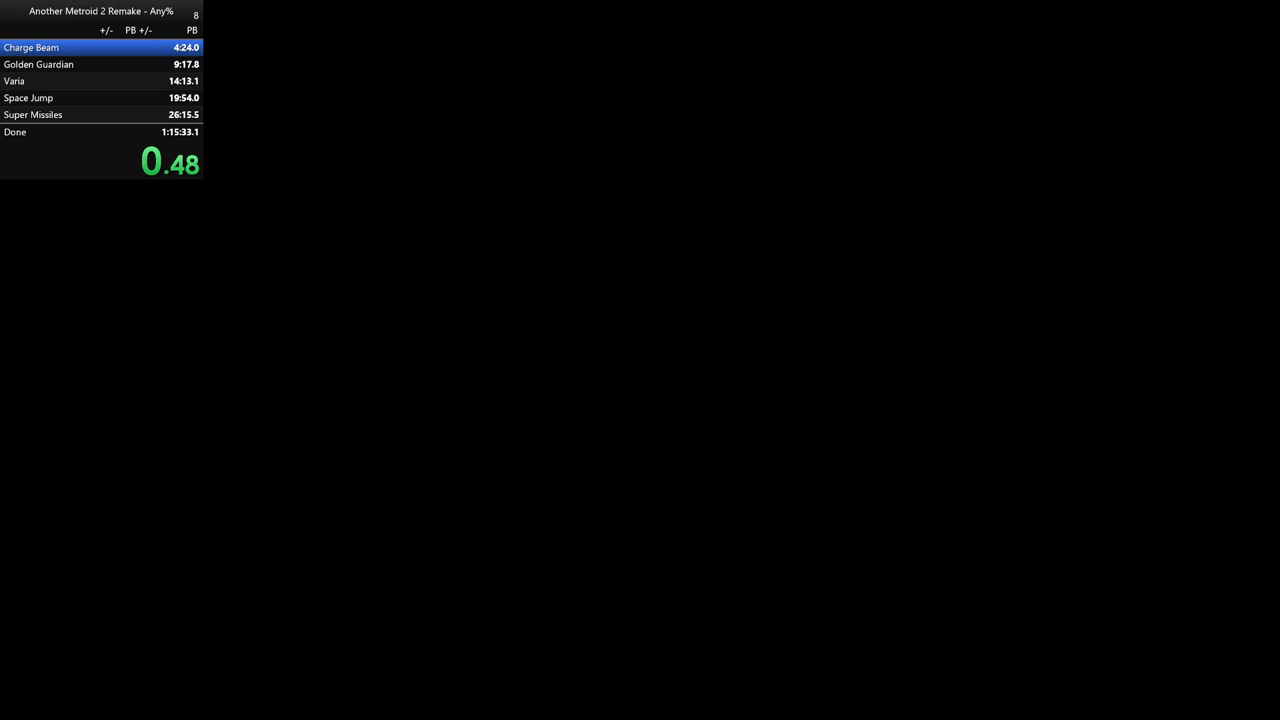 Another Metroid 2 Remake - Any%
8
+/- PB +/- PB
Charge Beam 4:24.0
Golden Guardian 9:17.8
Varia 14:13.1
Space Jump 19:54.0
Super Missiles 26:15.5
Done 1:15:33.1
0.48